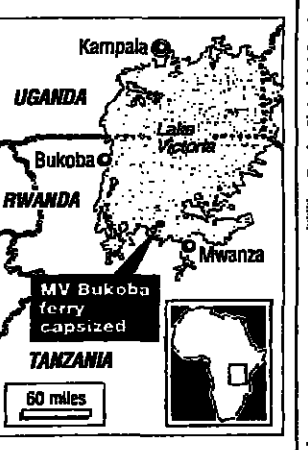 Kampala
UGANDA
Lake
Victoria
Bukoba
RWANDA
Mwanza
MV Bukoba
ferry
capsized
TANZANIA
60 miles